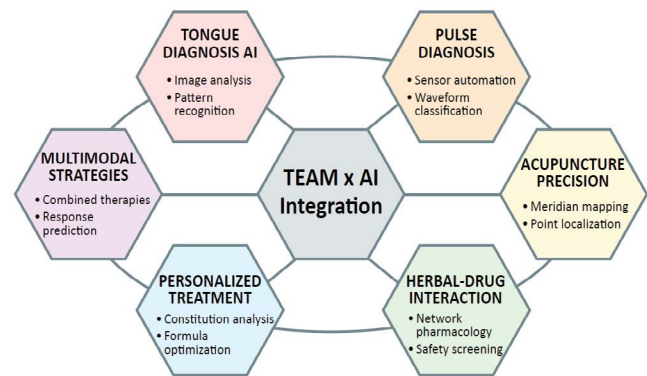 TONGUE
DIAGNOSIS AI
• Image analysis
• Pattern
recognition
PULSE
DIAGNOSIS
• Sensor automation
• Waveform
classification
MULTIMODAL
STRATEGIES
• Combined therapies
• Response
prediction
TEAM x AI
Integration
ACUPUNCTURE
PRECISION
• Meridian mapping
• Point localization
PERSONALIZED
TREATMENT
• Constitution analysis
• Formula
optimization
HERBAL-DRUG
INTERACTION
• Network
pharmacology
• Safety screening